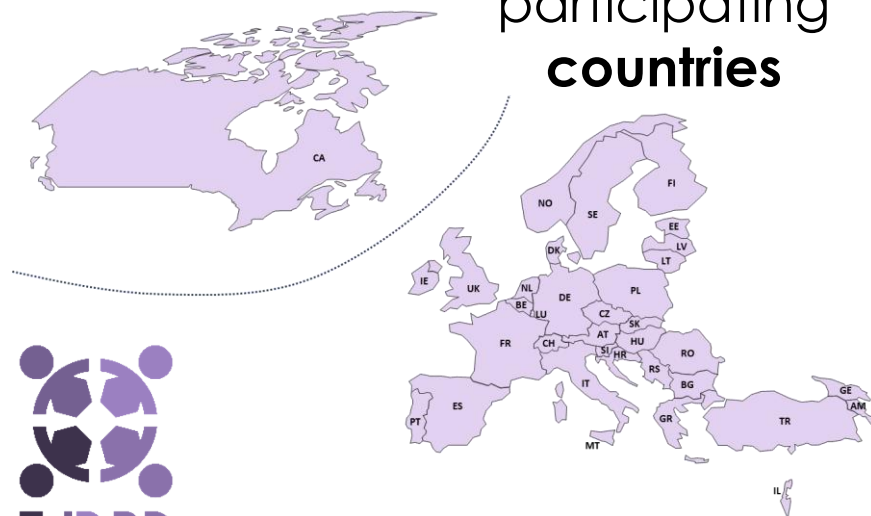 participating
countries
CA
NO
SE
FI
EE
LV
LT
DK
IE
UK
NL
BE
LU
DE
PL
CZ
SK
AT
HU
FR
CH
SI
HR
RO
RS
BG
IT
ES
PT
GR
MT
TR
GE
AM
IL